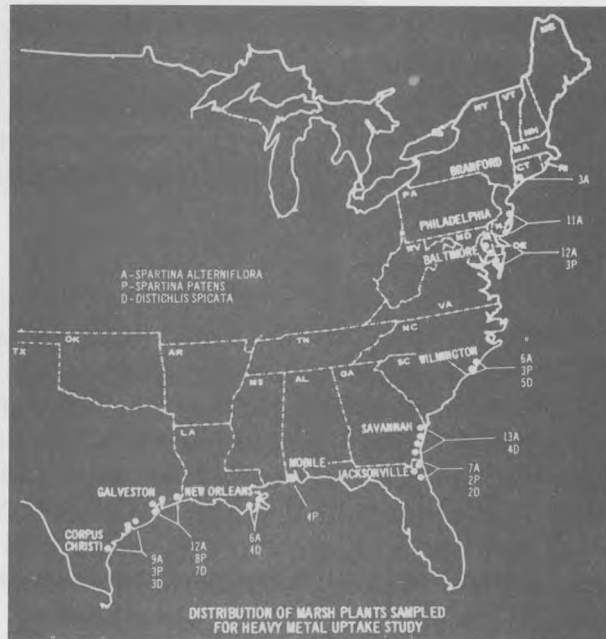 ME
NY
VT
NH
MA
CT
RI
BRANFORD
3A
PA
PHILADELPHIA
NJ
11A
MD
WV
DE
BALTIMORE
12A
3P
A - SPARTINA ALTERNIFLORA
P - SPARTINA PATENS
D - DISTICHLIS SPICATA
VA
NC
TN
OK
TX
AR
SC
WILMINGTON
6A
3P
5D
MS
AL
GA
LA
SAVANNAH
13A
4D
MOBILE
JACKSONVILLE
7A
2P
2D
GALVESTON
NEW ORLEANS
4P
6A
4D
CORPUS
CHRISTI
9A
3P
3D
12A
8P
7D
DISTRIBUTION OF MARSH PLANTS SAMPLED
FOR HEAVY METAL UPTAKE STUDY